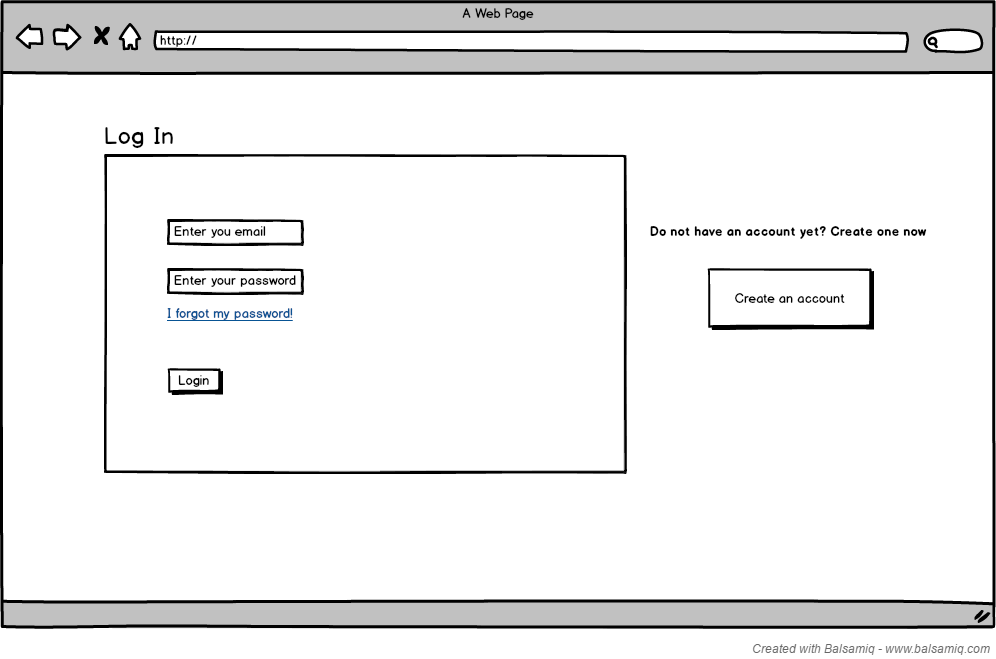 A Web Page
http://
Log In
Enter you email
Enter your password
I forgot my password!
Login
Do not have an account yet? Create one now
Create an account
Created with Balsamiq - www.balsamiq.com